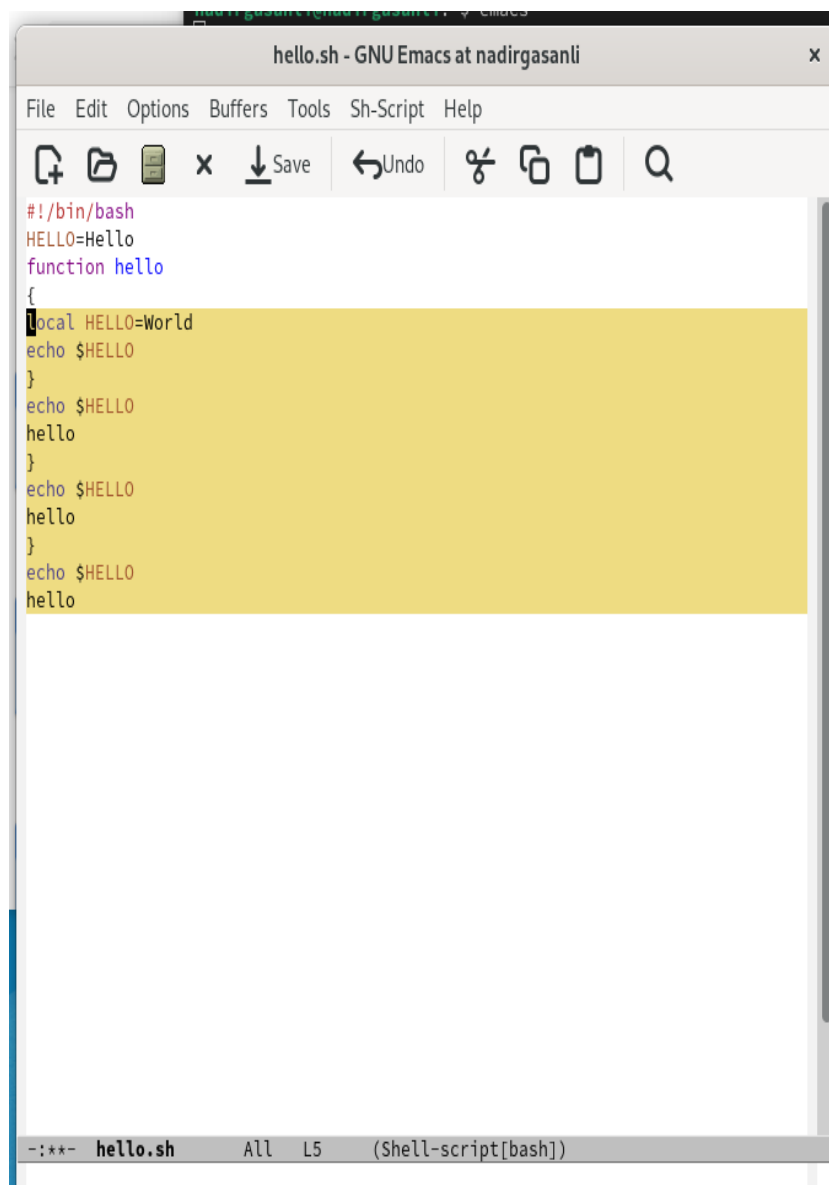 $ emacs
hello.sh - GNU Emacs at nadirgasanli
x
File Edit Options Buffers Tools Sh-Script Help
Save Undo
#!/bin/bash
HELLO=Hello
function hello
{
local HELLO=World
echo $HELLO
}
echo $HELLO
hello
}
echo $HELLO
hello
}
echo $HELLO
hello
-:**- hello.sh All L5 (Shell-script[bash])